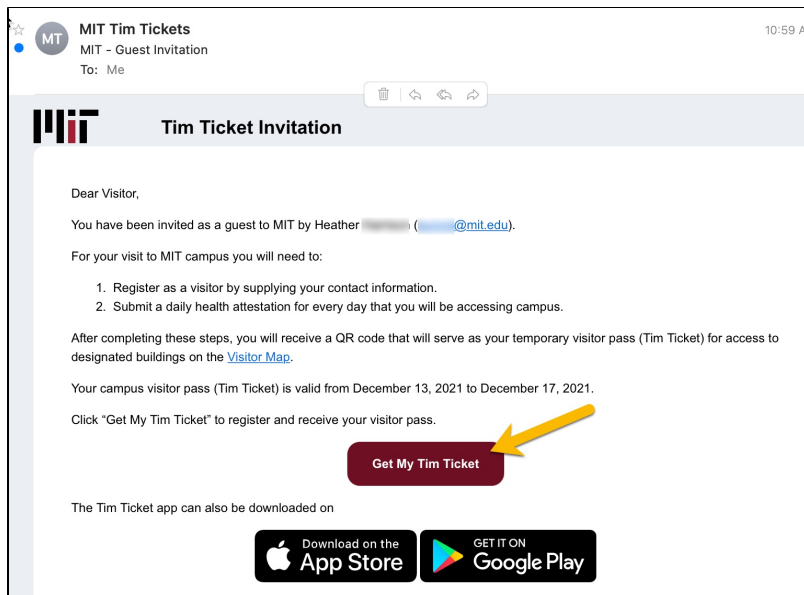 MIT Tim Tickets
10:59 A
MT
MIT - Guest Invitation
To: Me
MIT
Tim Ticket Invitation
Dear Visitor,
You have been invited as a guest to MIT by Heather ( @mit.edu).
For your visit to MIT campus you will need to:
1. Register as a visitor by supplying your contact information.
2. Submit a daily health attestation for every day that you will be accessing campus.
After completing these steps, you will receive a QR code that will serve as your temporary visitor pass (Tim Ticket) for access to
designated buildings on the Visitor Map.
Your campus visitor pass (Tim Ticket) is valid from December 13, 2021 to December 17, 2021.
Click “Get My Tim Ticket” to register and receive your visitor pass.
Get My Tim Ticket
The Tim Ticket app can also be downloaded on
Download on the
App Store
GET IT ON
Google Play